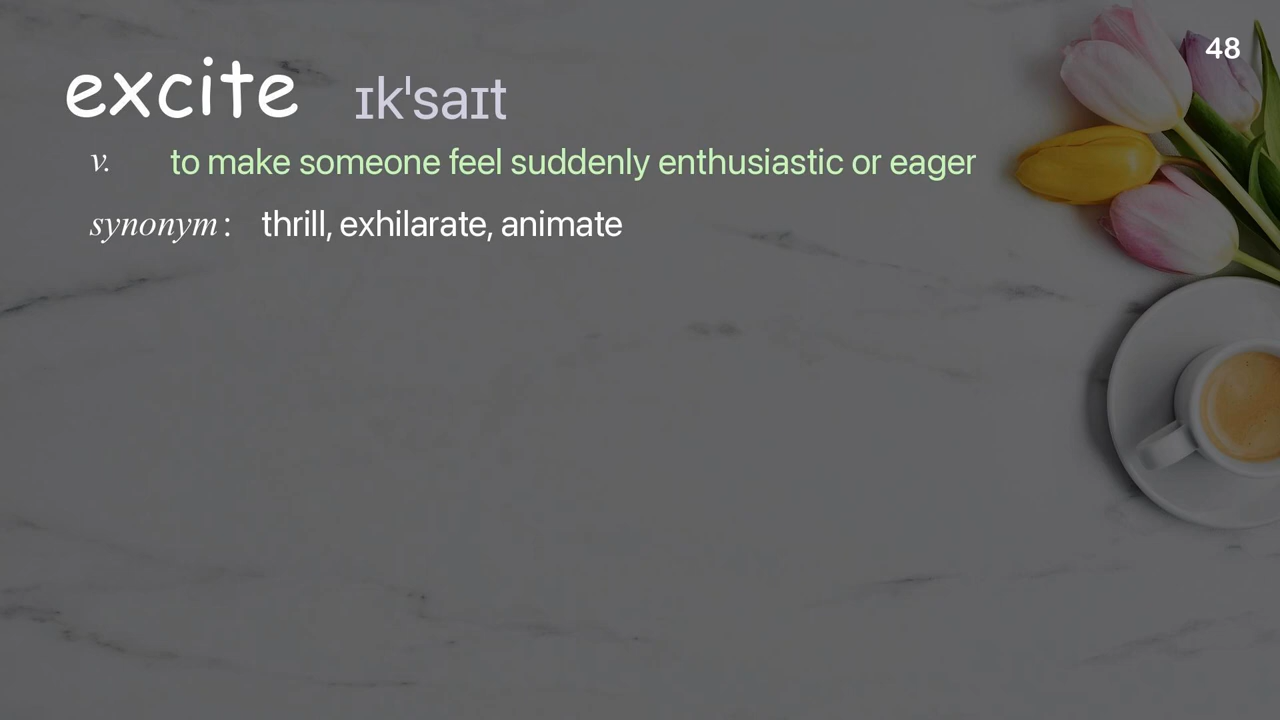 48
excite ɪkˈsaɪt
v. to make someone feel suddenly enthusiastic or eager
synonym: thrill, exhilarate, animate